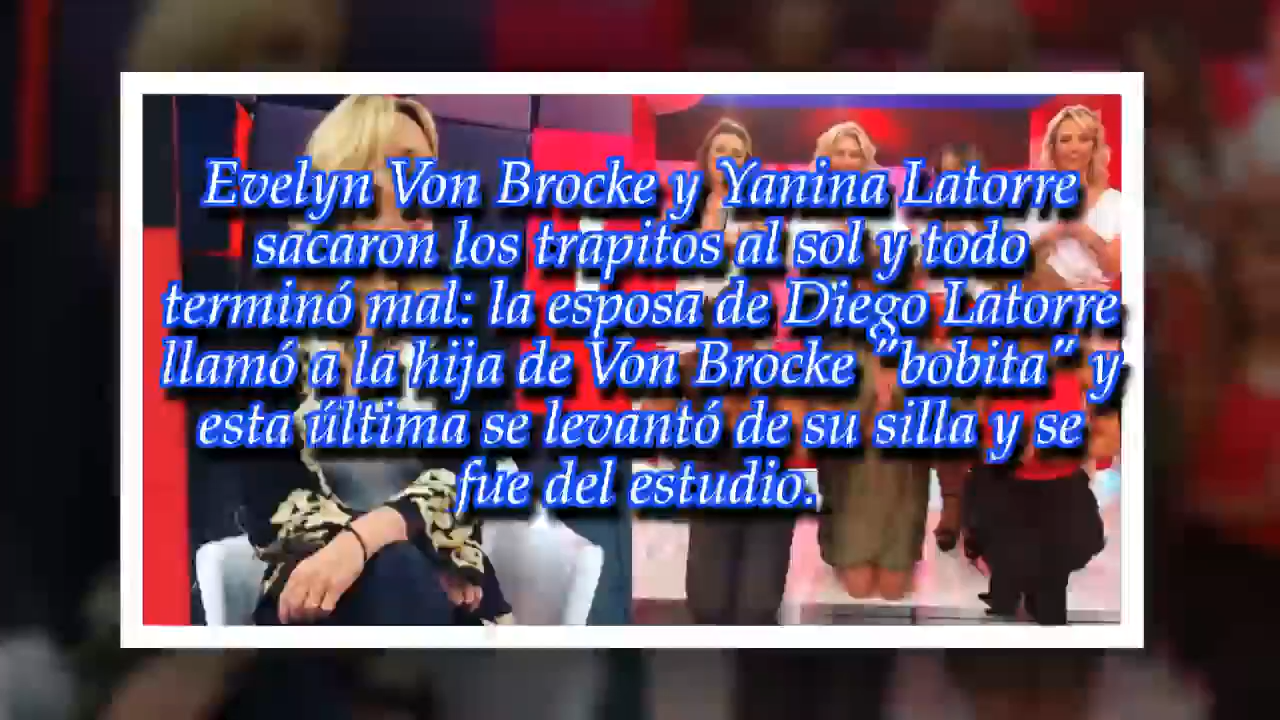 Evelyn Von Brocke y Yanina Latorre
sacaron los trapitos al sol y todo
terminó mal: la esposa de Diego Latorre
llamó a la hija de Von Brocke "bobita" y
esta última se levantó de su silla y se
fue del estudio.